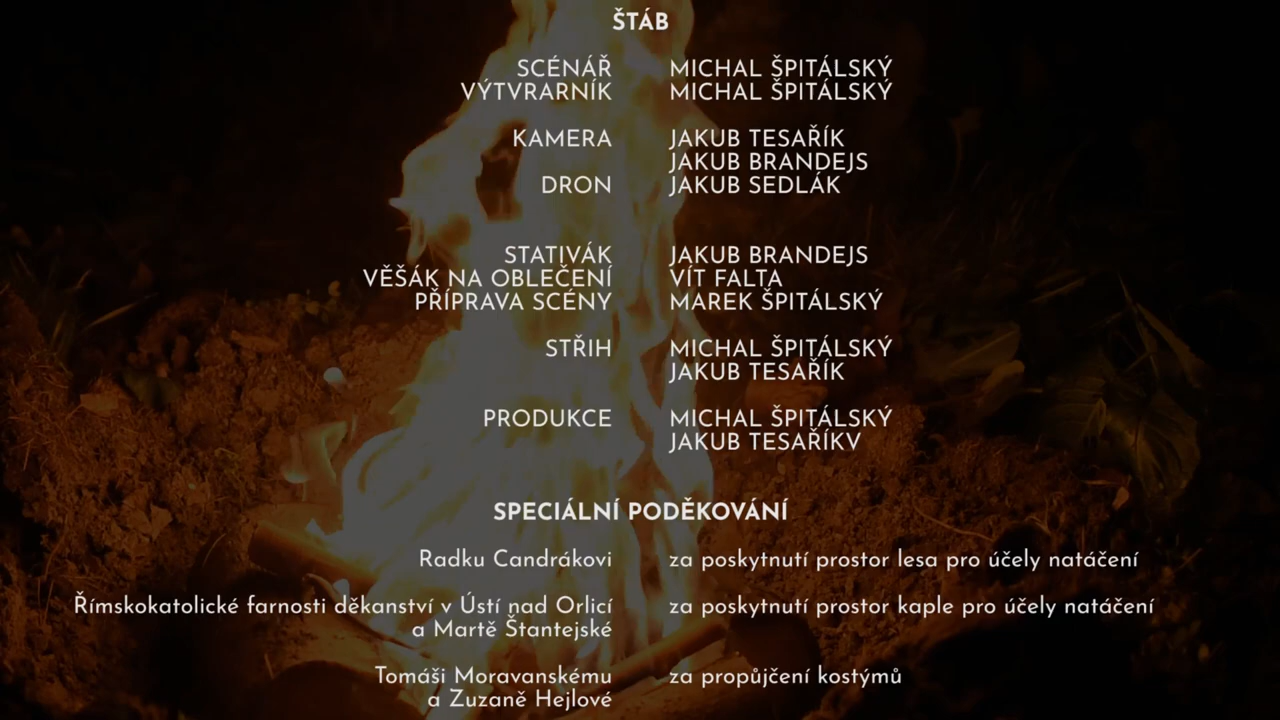 ŠTÁB
SCÉNÁŘ MICHAL ŠPITÁLSKÝ
VÝTVRARNÍK MICHAL ŠPITÁLSKÝ
KAMERA JAKUB TESAŘÍK
JAKUB BRANDEJS
DRON JAKUB SEDLÁK
STATIVÁK JAKUB BRANDEJS
VĚŠÁK NA OBLEČENÍ VÍT FALTA
PŘÍPRAVA SCÉNY MAREK ŠPITÁLSKÝ
STŘIH MICHAL ŠPITÁLSKÝ
JAKUB TESAŘÍK
PRODUKCE MICHAL ŠPITÁLSKÝ
JAKUB TESAŘÍKV
SPECIÁLNÍ PODĚKOVÁNÍ
Radku Candrákovi za poskytnutí prostor lesa pro účely natáčení
Římskokatolické farnosti děkanství v Ústí nad Orlicí za poskytnutí prostor kaple pro účely natáčení
a Martě Štantejské
Tomáši Moravanskému za propůjčení kostýmů
a Zuzaně Hejlové